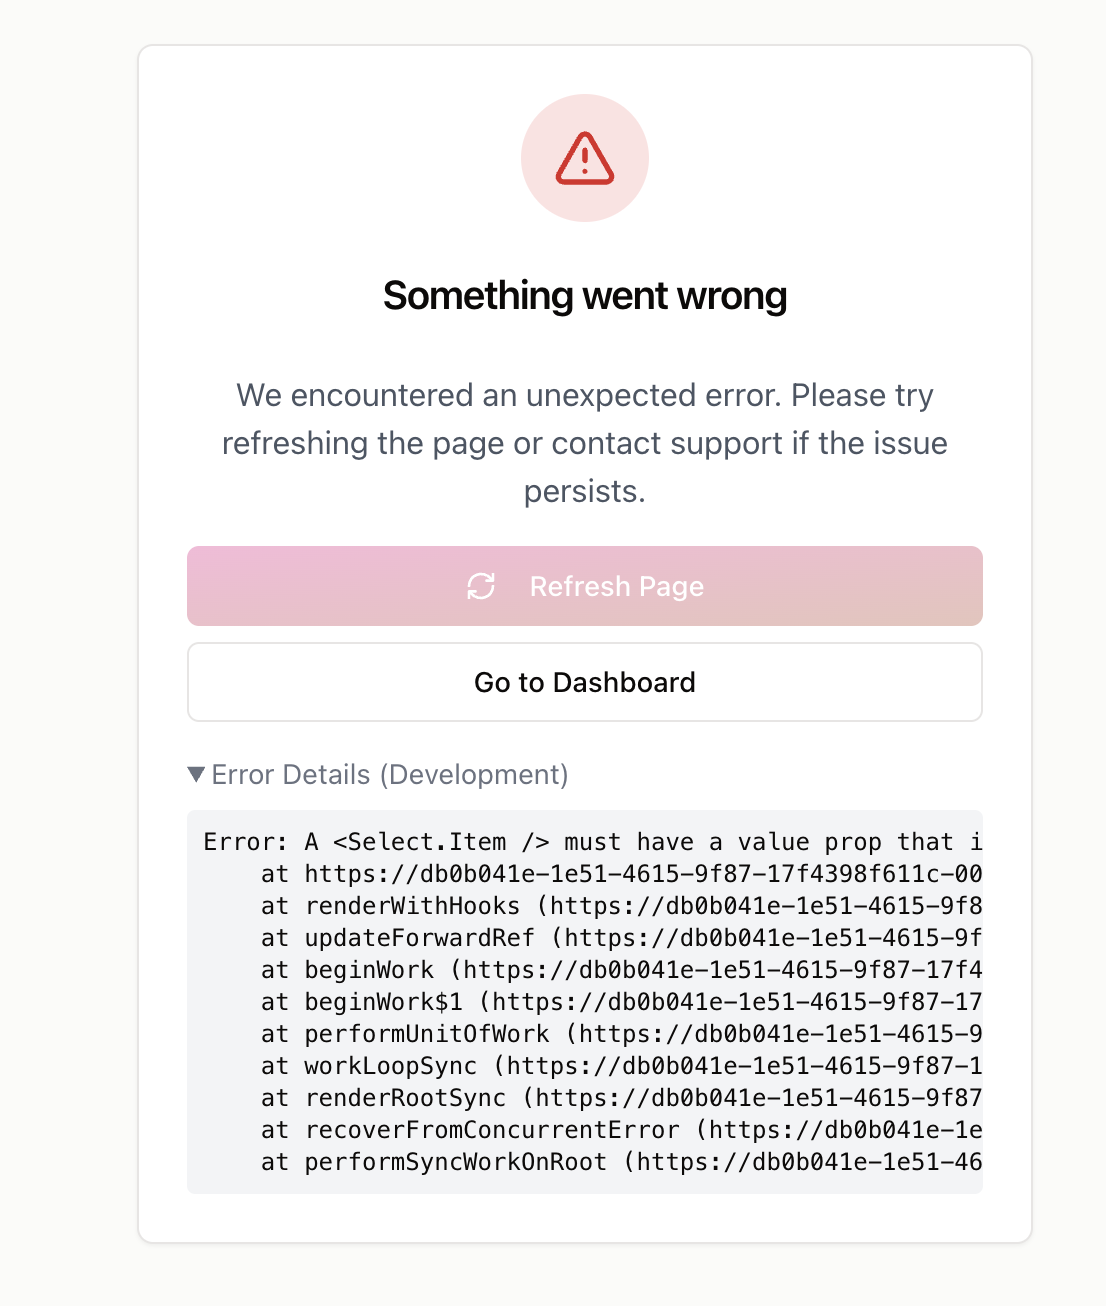 Something went wrong
We encountered an unexpected error. Please try
refreshing the page or contact support if the issue
persists.
Refresh Page
Go to Dashboard
▼ Error Details (Development)
Error: A <Select.Item /> must have a value prop that i
    at https://db0b041e-1e51-4615-9f87-17f4398f611c-00
    at renderWithHooks (https://db0b041e-1e51-4615-9f8
    at updateForwardRef (https://db0b041e-1e51-4615-9f
    at beginWork (https://db0b041e-1e51-4615-9f87-17f4
    at beginWork$1 (https://db0b041e-1e51-4615-9f87-17
    at performUnitOfWork (https://db0b041e-1e51-4615-9
    at workLoopSync (https://db0b041e-1e51-4615-9f87-1
    at renderRootSync (https://db0b041e-1e51-4615-9f87
    at recoverFromConcurrentError (https://db0b041e-1e
    at performSyncWorkOnRoot (https://db0b041e-1e51-46